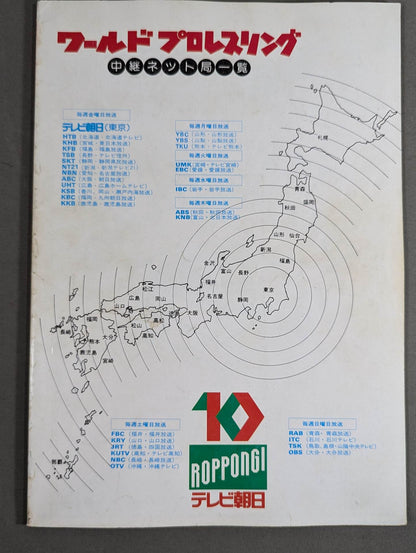 ワールド プロレスリング
中継ネット局一覧
毎週金曜日放送
テレビ朝日(東京)
HTB(北海道・北海道テレビ)
KHB(宮城・東日本放送)
KFB(福島・福島放送)
TSB(長野・テレビ信州)
SKT(静岡・静岡県民放送)
NT21(新潟・新潟テレビ21)
NBN(愛知・名古屋放送)
ABC(大阪・朝日放送)
UHT(広島・広島ホームテレビ)
KSB(香川、岡山・瀬戸内海放送)
KBC(福岡・九州朝日放送)
KKB(鹿児島・鹿児島放送)
毎週月曜日放送
YBC(山形・山形放送)
YBS(山梨・山梨放送)
TKU(熊本・テレビ熊本)
UMK(宮崎・テレビ宮崎)
EBC(愛媛・愛媛放送)
IBC(岩手・岩手放送)
毎週木曜日放送
ABS(秋田・秋田放送)
KNB(富山・北日本放送)
札幌
青森
盛岡
秋田
山形
仙台
新潟
福島
金沢
富山
長野
福井
東京
名古屋
静岡
松江
広島
岡山
山口
大阪
高松
松山
高知
福岡
大分
長崎
熊本
鹿児島
宮崎
那覇
10
ROPPONGI
テレビ朝日
毎週土曜日放送
FBC(福井・福井放送)
KRY(山口・山口放送)
JRT(徳島・四国放送)
KUTV(高知・テレビ高知)
NBC(長崎・長崎放送)
OTV(沖縄・沖縄テレビ)
毎週日曜日放送
RAB(青森・青森放送)
ITC(石川・石川テレビ)
TSK(鳥取、島根・山陰中央テレビ)
OBS(大分・大分放送)